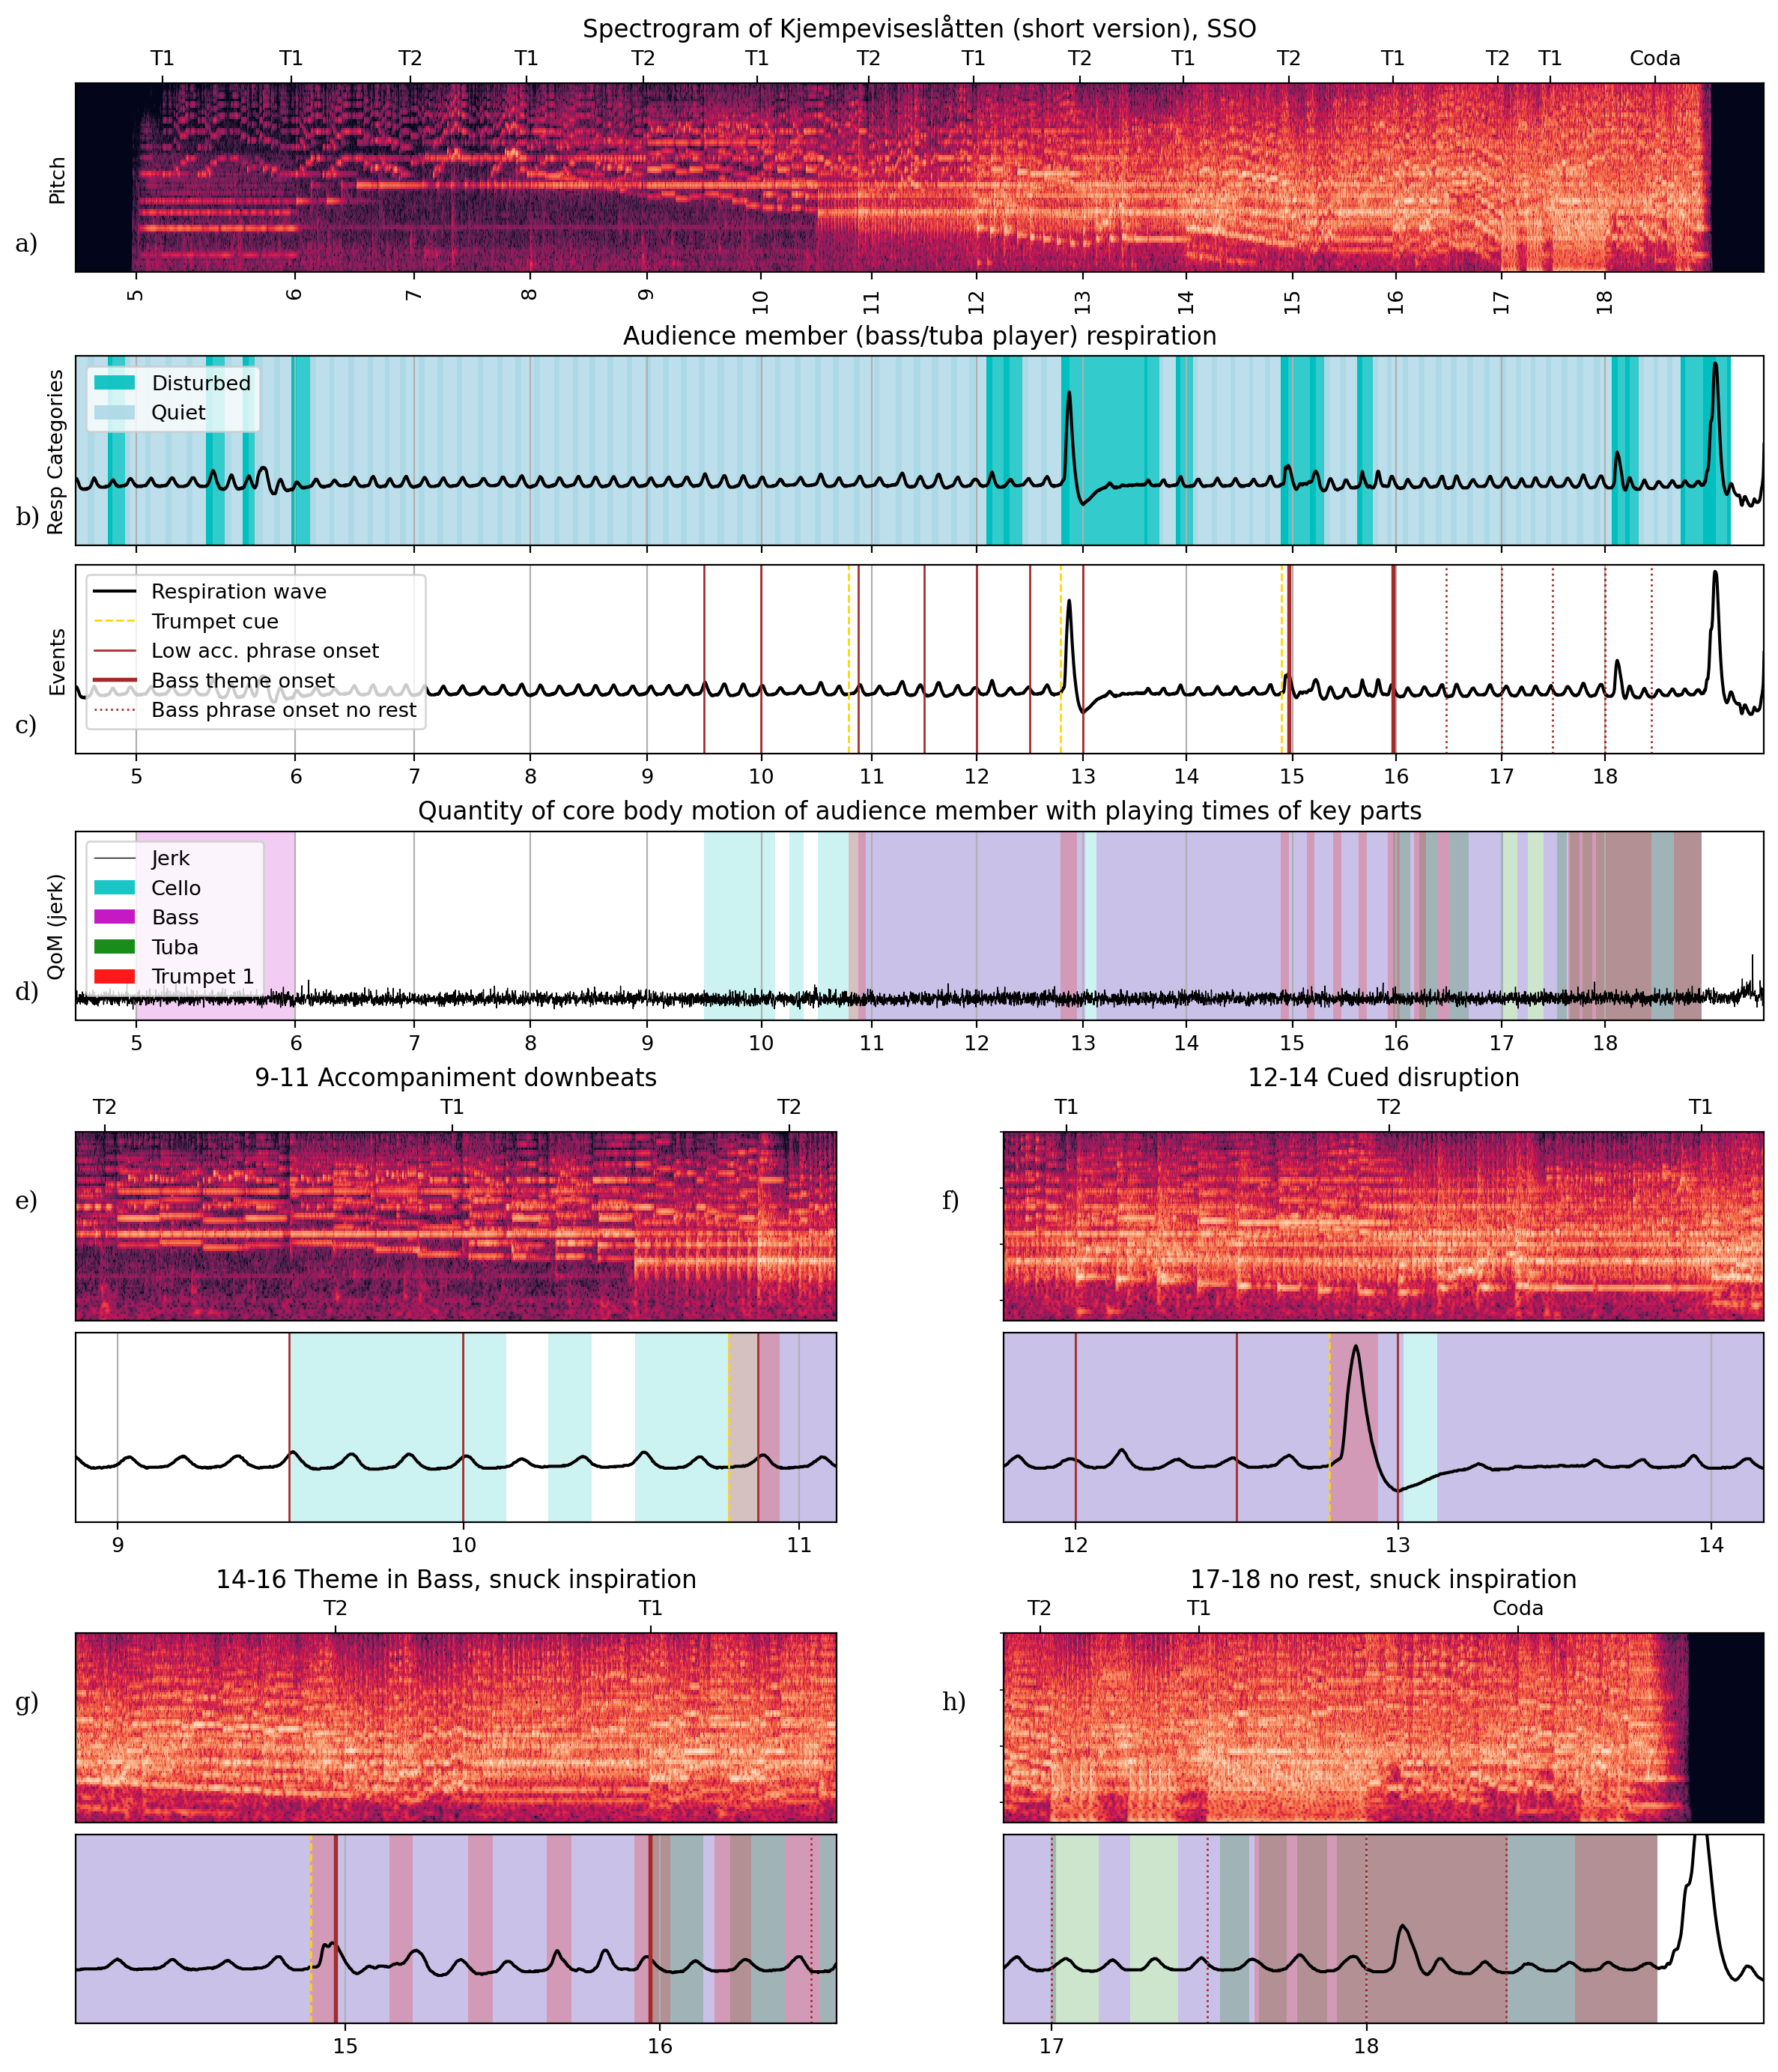 Spectrogram of Kjempeviseslåtten (short version), SSO
T1 T1 T2 T1 T2 T1 T2 T1 T2 T1 T2 T1 T2 T1 Coda
Pitch
a)
5 6 7 8 9 10 11 12 13 14 15 16 17 18
Audience member (bass/tuba player) respiration
Resp Categories
Disturbed
Quiet
b)
Events
Respiration wave
Trumpet cue
Low acc. phrase onset
Bass theme onset
Bass phrase onset no rest
c)
5 6 7 8 9 10 11 12 13 14 15 16 17 18
Quantity of core body motion of audience member with playing times of key parts
QoM (jerk)
Jerk
Cello
Bass
Tuba
Trumpet 1
d)
5 6 7 8 9 10 11 12 13 14 15 16 17 18
9-11 Accompaniment downbeats
T2 T1 T2
e)
9 10 11
12-14 Cued disruption
T1 T2 T1
f)
12 13 14
14-16 Theme in Bass, snuck inspiration
T2 T1
g)
15 16
17-18 no rest, snuck inspiration
T2 T1 Coda
h)
17 18